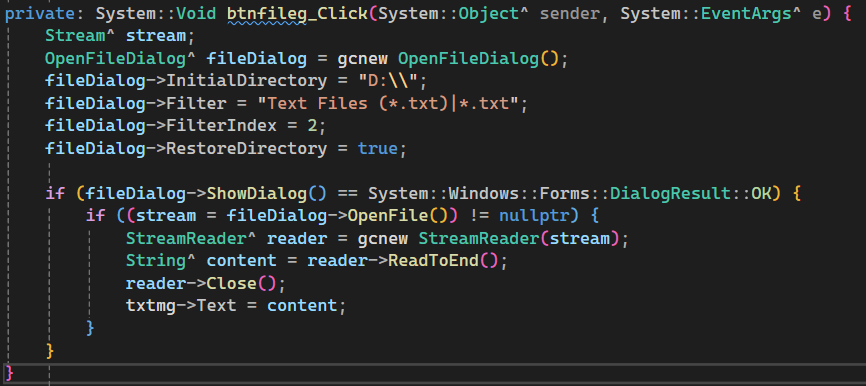 private: System::Void btnfileg_Click(System::Object^ sender, System::EventArgs^ e) {
    Stream^ stream;
    OpenFileDialog^ fileDialog = gcnew OpenFileDialog();
    fileDialog->InitialDirectory = "D:\\";
    fileDialog->Filter = "Text Files (*.txt)|*.txt";
    fileDialog->FilterIndex = 2;
    fileDialog->RestoreDirectory = true;

    if (fileDialog->ShowDialog() == System::Windows::Forms::DialogResult::OK) {
        if ((stream = fileDialog->OpenFile()) != nullptr) {
            StreamReader^ reader = gcnew StreamReader(stream);
            String^ content = reader->ReadToEnd();
            reader->Close();
            txtmg->Text = content;
        }
    }
}